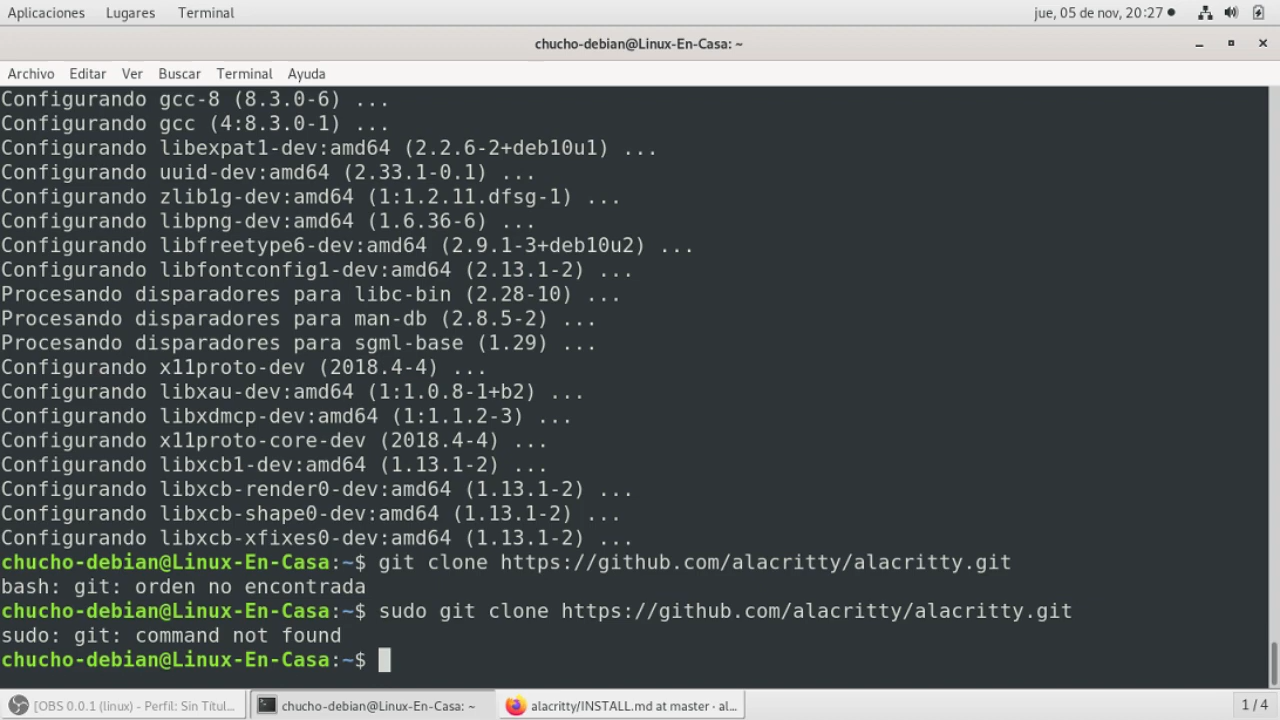 Aplicaciones Lugares Terminal jue, 05 de nov, 20:27
chucho-debian@Linux-En-Casa: ~
Archivo Editar Ver Buscar Terminal Ayuda
Configurando gcc-8 (8.3.0-6) ...
Configurando gcc (4:8.3.0-1) ...
Configurando libexpat1-dev:amd64 (2.2.6-2+deb10u1) ...
Configurando uuid-dev:amd64 (2.33.1-0.1) ...
Configurando zlib1g-dev:amd64 (1:1.2.11.dfsg-1) ...
Configurando libpng-dev:amd64 (1.6.36-6) ...
Configurando libfreetype6-dev:amd64 (2.9.1-3+deb10u2) ...
Configurando libfontconfig1-dev:amd64 (2.13.1-2) ...
Procesando disparadores para libc-bin (2.28-10) ...
Procesando disparadores para man-db (2.8.5-2) ...
Procesando disparadores para sgml-base (1.29) ...
Configurando x11proto-dev (2018.4-4) ...
Configurando libxau-dev:amd64 (1:1.0.8-1+b2) ...
Configurando libxdmcp-dev:amd64 (1:1.1.2-3) ...
Configurando x11proto-core-dev (2018.4-4) ...
Configurando libxcb1-dev:amd64 (1.13.1-2) ...
Configurando libxcb-render0-dev:amd64 (1.13.1-2) ...
Configurando libxcb-shape0-dev:amd64 (1.13.1-2) ...
Configurando libxcb-xfixes0-dev:amd64 (1.13.1-2) ...
chucho-debian@Linux-En-Casa:~$ git clone https://github.com/alacritty/alacritty.git
bash: git: orden no encontrada
chucho-debian@Linux-En-Casa:~$ sudo git clone https://github.com/alacritty/alacritty.git
sudo: git: command not found
chucho-debian@Linux-En-Casa:~$
[OBS 0.0.1 (linux) - Perfil: Sin Títul... chucho-debian@Linux-En-Casa: ~ alacritty/INSTALL.md at master · al... 1 / 4